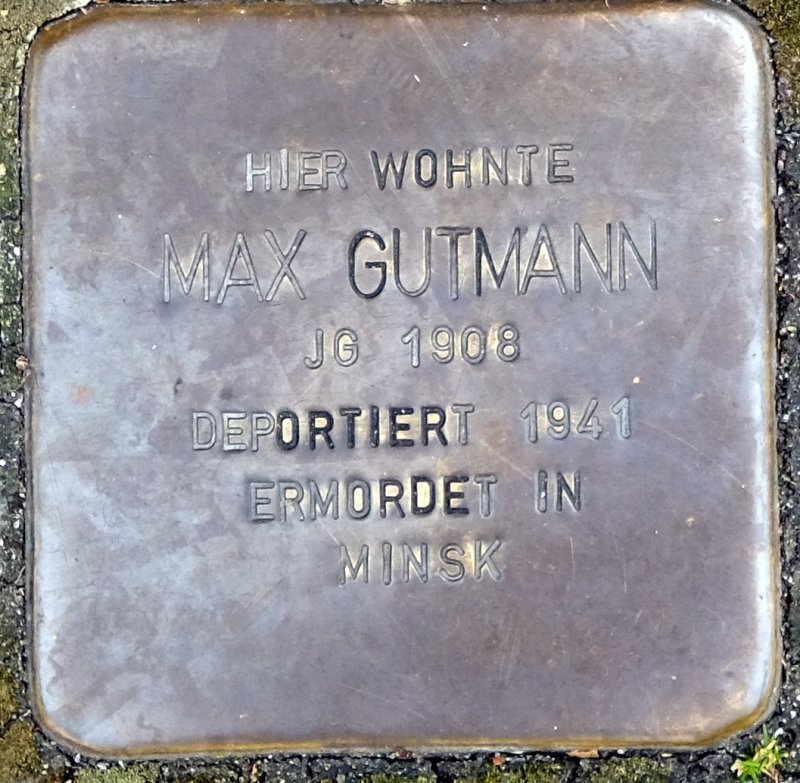 HIER WOHNTE
MAX GUTMANN
JG 1908
DEPORTIERT 1941
ERMORDET IN
MINSK